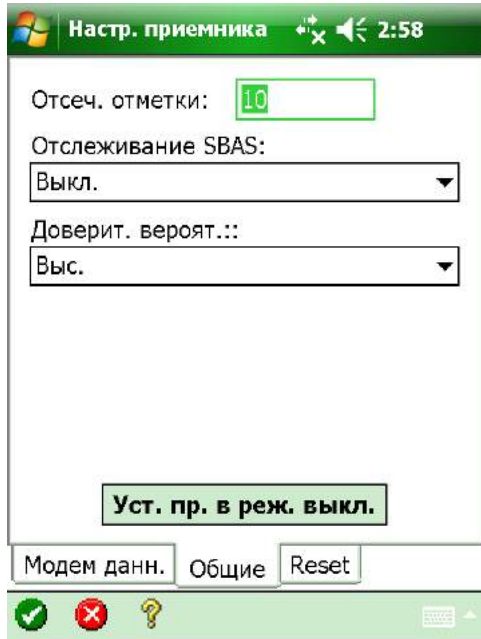 Настр. приемника 2:58
Отсеч. отметки: 10
Отслеживание SBAS:
Выкл.
Доверит. вероят.::
Выс.
Уст. пр. в реж. выкл.
Модем данн. Общие Reset